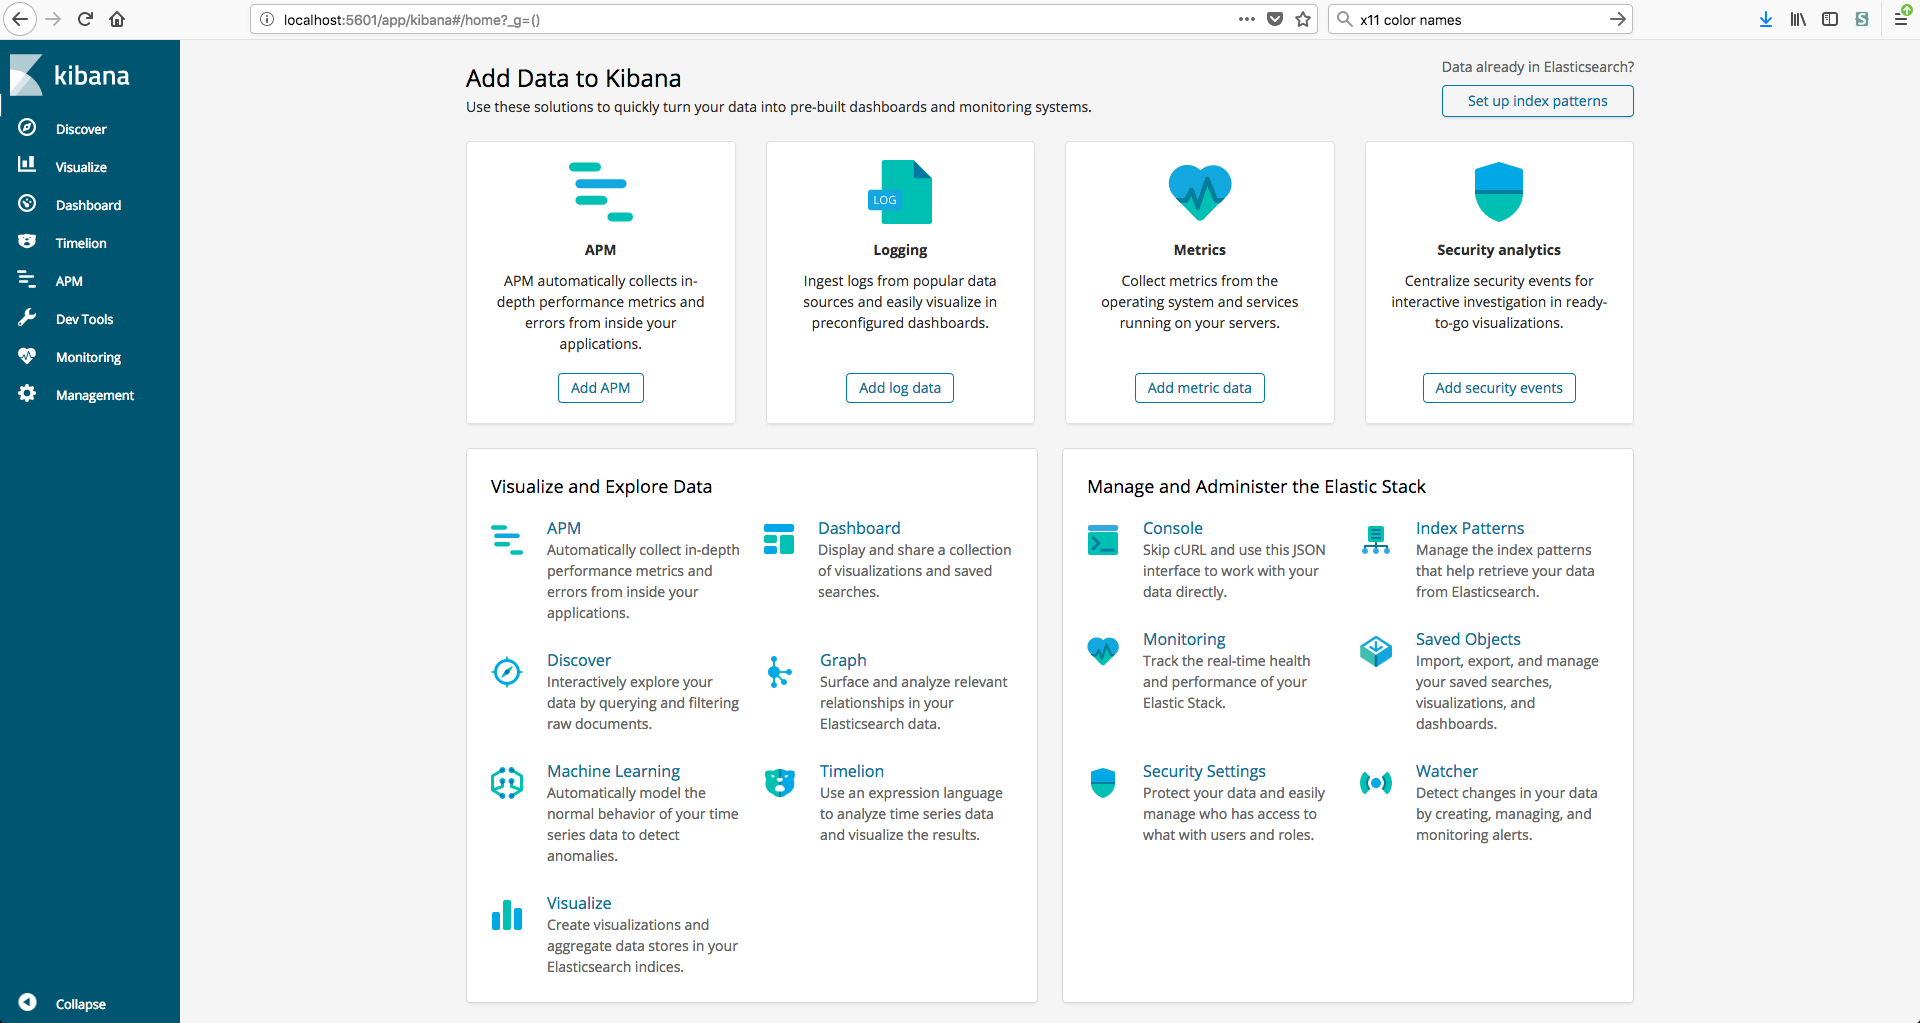 localhost:5601/app/kibana#/home?_g=()
x11 color names
kibana
Discover
Visualize
Dashboard
Timelion
APM
Dev Tools
Monitoring
Management
Collapse
Add Data to Kibana
Use these solutions to quickly turn your data into pre-built dashboards and monitoring systems.
Data already in Elasticsearch?
Set up index patterns
APM
APM automatically collects in-
depth performance metrics and
errors from inside your
applications.
Add APM
LOG
Logging
Ingest logs from popular data
sources and easily visualize in
preconfigured dashboards.
Add log data
Metrics
Collect metrics from the
operating system and services
running on your servers.
Add metric data
Security analytics
Centralize security events for
interactive investigation in ready-
to-go visualizations.
Add security events
Visualize and Explore Data
APM
Automatically collect in-depth
performance metrics and
errors from inside your
applications.
Dashboard
Display and share a collection
of visualizations and saved
searches.
Discover
Interactively explore your
data by querying and filtering
raw documents.
Graph
Surface and analyze relevant
relationships in your
Elasticsearch data.
Machine Learning
Automatically model the
normal behavior of your time
series data to detect
anomalies.
Timelion
Use an expression language
to analyze time series data
and visualize the results.
Visualize
Create visualizations and
aggregate data stores in your
Elasticsearch indices.
Manage and Administer the Elastic Stack
Console
Skip cURL and use this JSON
interface to work with your
data directly.
Index Patterns
Manage the index patterns
that help retrieve your data
from Elasticsearch.
Monitoring
Track the real-time health
and performance of your
Elastic Stack.
Saved Objects
Import, export, and manage
your saved searches,
visualizations, and
dashboards.
Security Settings
Protect your data and easily
manage who has access to
what with users and roles.
Watcher
Detect changes in your data
by creating, managing, and
monitoring alerts.